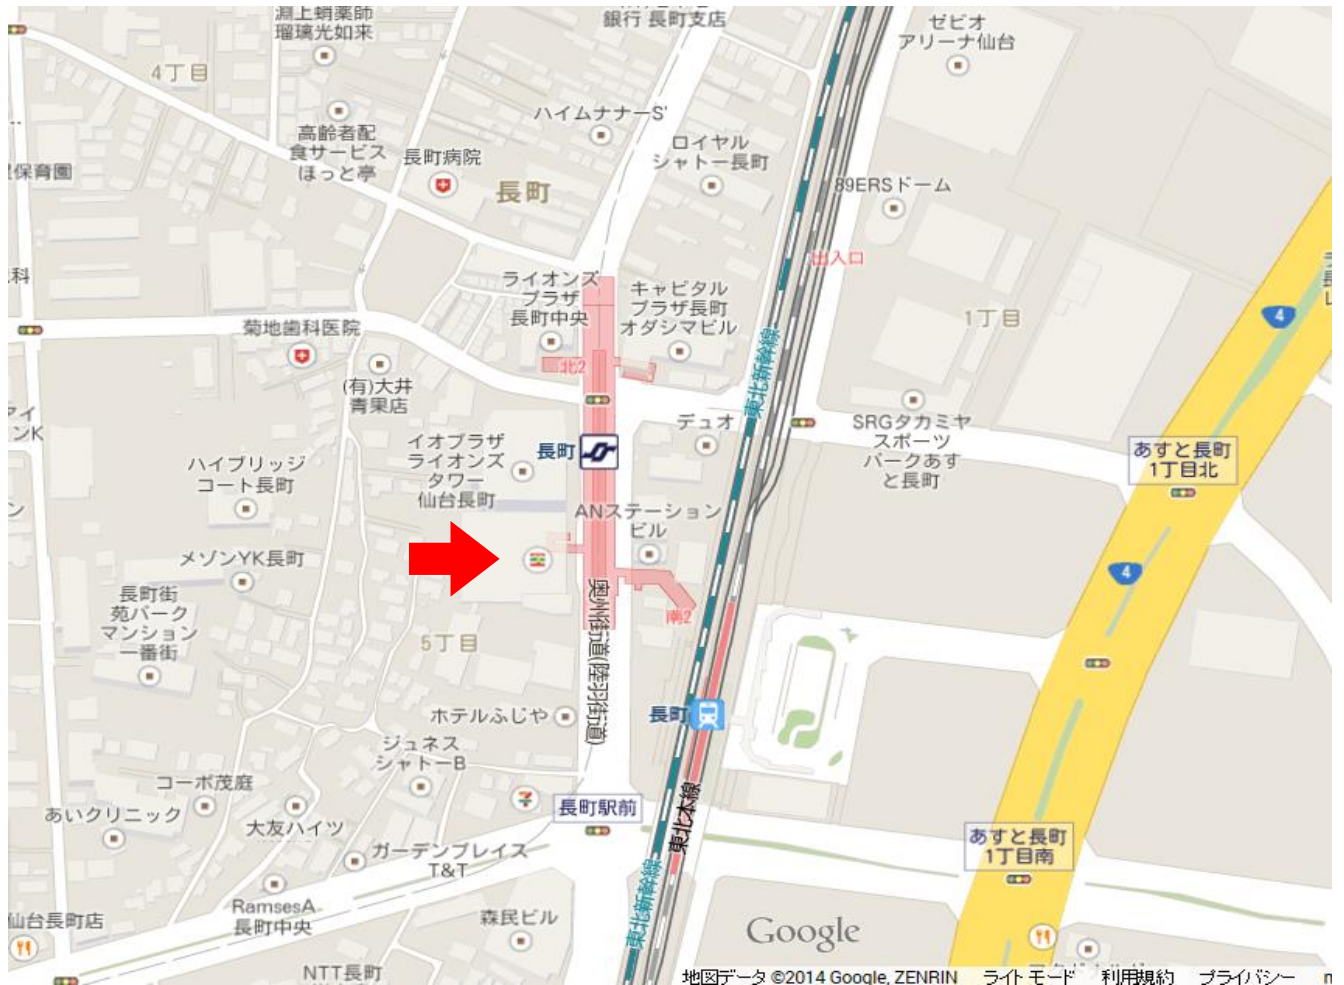 淵上蛸薬師
瑠璃光如来
銀行 長町支店
ゼビオ
アリーナ仙台
4丁目
高齢者配
食サービス
ほっと亭
長町病院
長町
ハイムナナーS'
ロイヤル
シャトー長町
89ERSドーム
保育園
出入口
科
ライオンズ
プラザ
長町中央
キャピタル
プラザ長町
オダシマビル
菊地歯科医院
北2
1丁目
4
東北新幹線
(有)大井
青果店
デュオ
SRGタカミヤ
スポーツ
パークあす
と長町
長町
イオプラザ
ライオンズ
タワー
仙台長町
あすと長町
1丁目北
ハイブリッジ
コート長町
ANステーション
ビル
メゾンYK長町
4
長町街
苑パーク
マンション
一番街
奥州街道(陸羽街道)
南2
5丁目
ホテルふじや
長町
ジュネス
シャトーB
コーポ茂庭
あいクリニック
大友ハイツ
長町駅前
東北本線
あすと長町
1丁目南
ガーデンプレイス
T&T
RamsesA
長町中央
仙台長町店
森民ビル
東北新幹線
Google
NTT長町
地図データ ©2014 Google, ZENRIN
ライト モード
利用規約
プライバシー